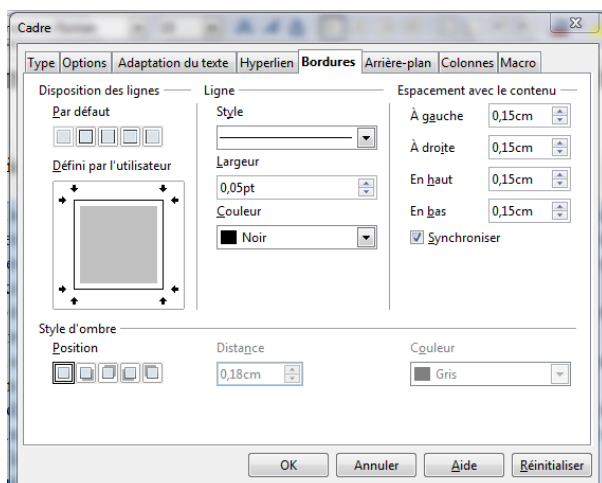 Cadre
Type Options Adaptation du texte Hyperlien Bordures Arrière-plan Colonnes Macro
Disposition des lignes
Par défaut
Défini par l'utilisateur
Ligne
Style
Largeur
0,05pt
Couleur
Noir
Espacement avec le contenu
À gauche 0,15cm
À droite 0,15cm
En haut 0,15cm
En bas 0,15cm
Synchroniser
Style d'ombre
Position
Distance
0,18cm
Couleur
Gris
OK Annuler Aide Réinitialiser